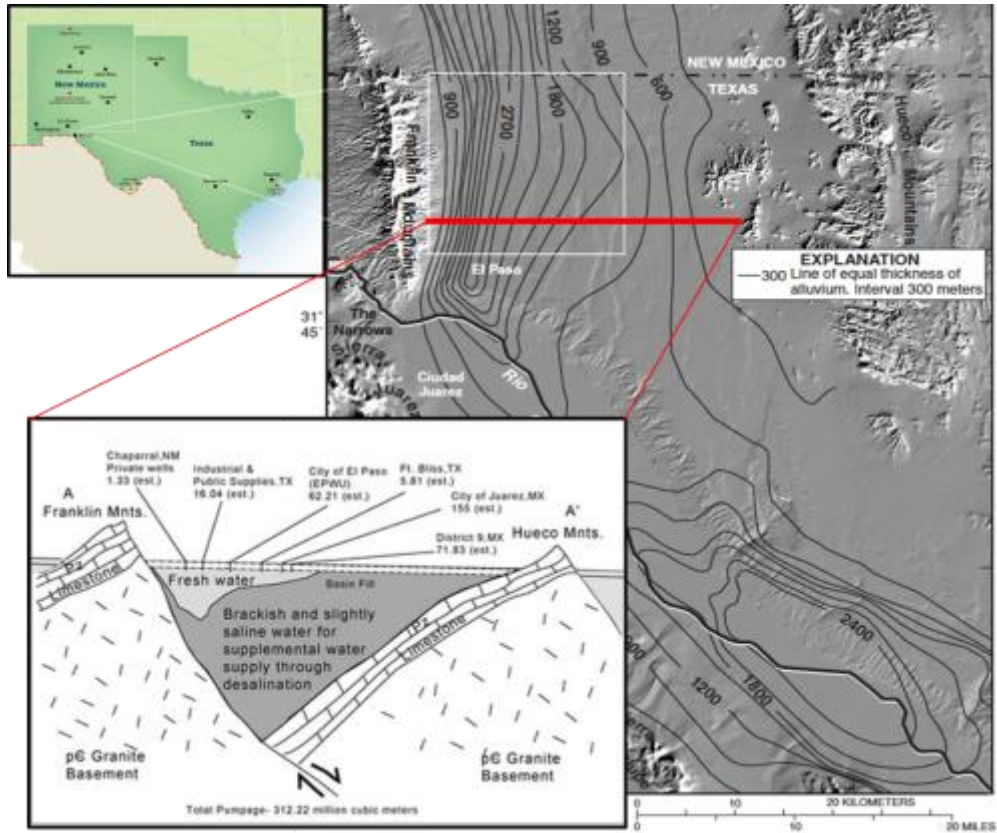 New Mexico
Texas
1200
900
900
2700
1800
600
NEW MEXICO
TEXAS
Franklin Mountains
Hueco Mountains
El Paso
EXPLANATION
300 Line of equal thickness of
alluvium. Interval 300 meters
31°
45'
The
Narrows
Sierra
Juarez
Ciudad
Juarez
Rio
2400
1800
1200
Chaparral,NM
Private wells
1.33 (est.)
Industrial &
Public Supplies,TX
16.04 (est.)
City of El Paso
(EPWU)
62.21 (est.)
Ft. Bliss,TX
5.81 (est.)
City of Juarez,MX
155 (est.)
District 9,MX
71.83 (est.)
A
Franklin Mnts.
A'
Hueco Mnts.
Pz
Limestone
Fresh water
Basin Fill
Brackish and slightly
saline water for
supplemental water
supply through
desalination
Pz
Limestone
pЄ Granite
Basement
pЄ Granite
Basement
Total Pumpage- 312.22 million cubic meters
0 10 20 KILOMETERS
0 10 20 MILES